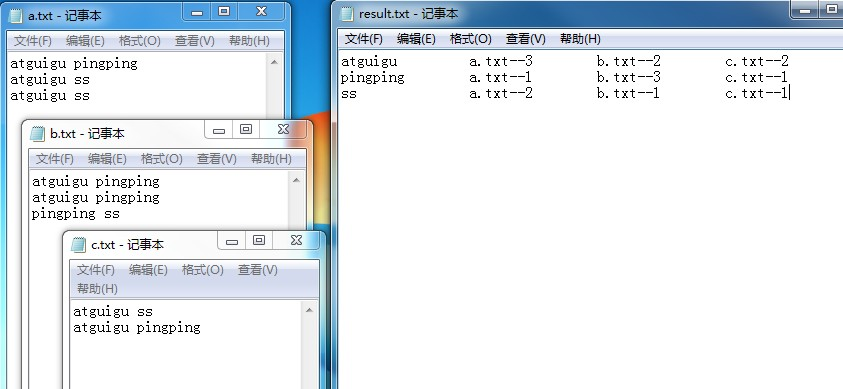 a.txt - 记事本
文件(F) 编辑(E) 格式(O) 查看(V) 帮助(H)
atguigu pingping
atguigu ss
atguigu ss
b.txt - 记事本
文件(F) 编辑(E) 格式(O) 查看(V) 帮助(H)
atguigu pingping
atguigu pingping
pingping ss
c.txt - 记事本
文件(F) 编辑(E) 格式(O) 查看(V)
帮助(H)
atguigu ss
atguigu pingping
result.txt - 记事本
文件(F) 编辑(E) 格式(O) 查看(V) 帮助(H)
atguigu a.txt--3 b.txt--2 c.txt--2
pingping a.txt--1 b.txt--3 c.txt--1
ss a.txt--2 b.txt--1 c.txt--1